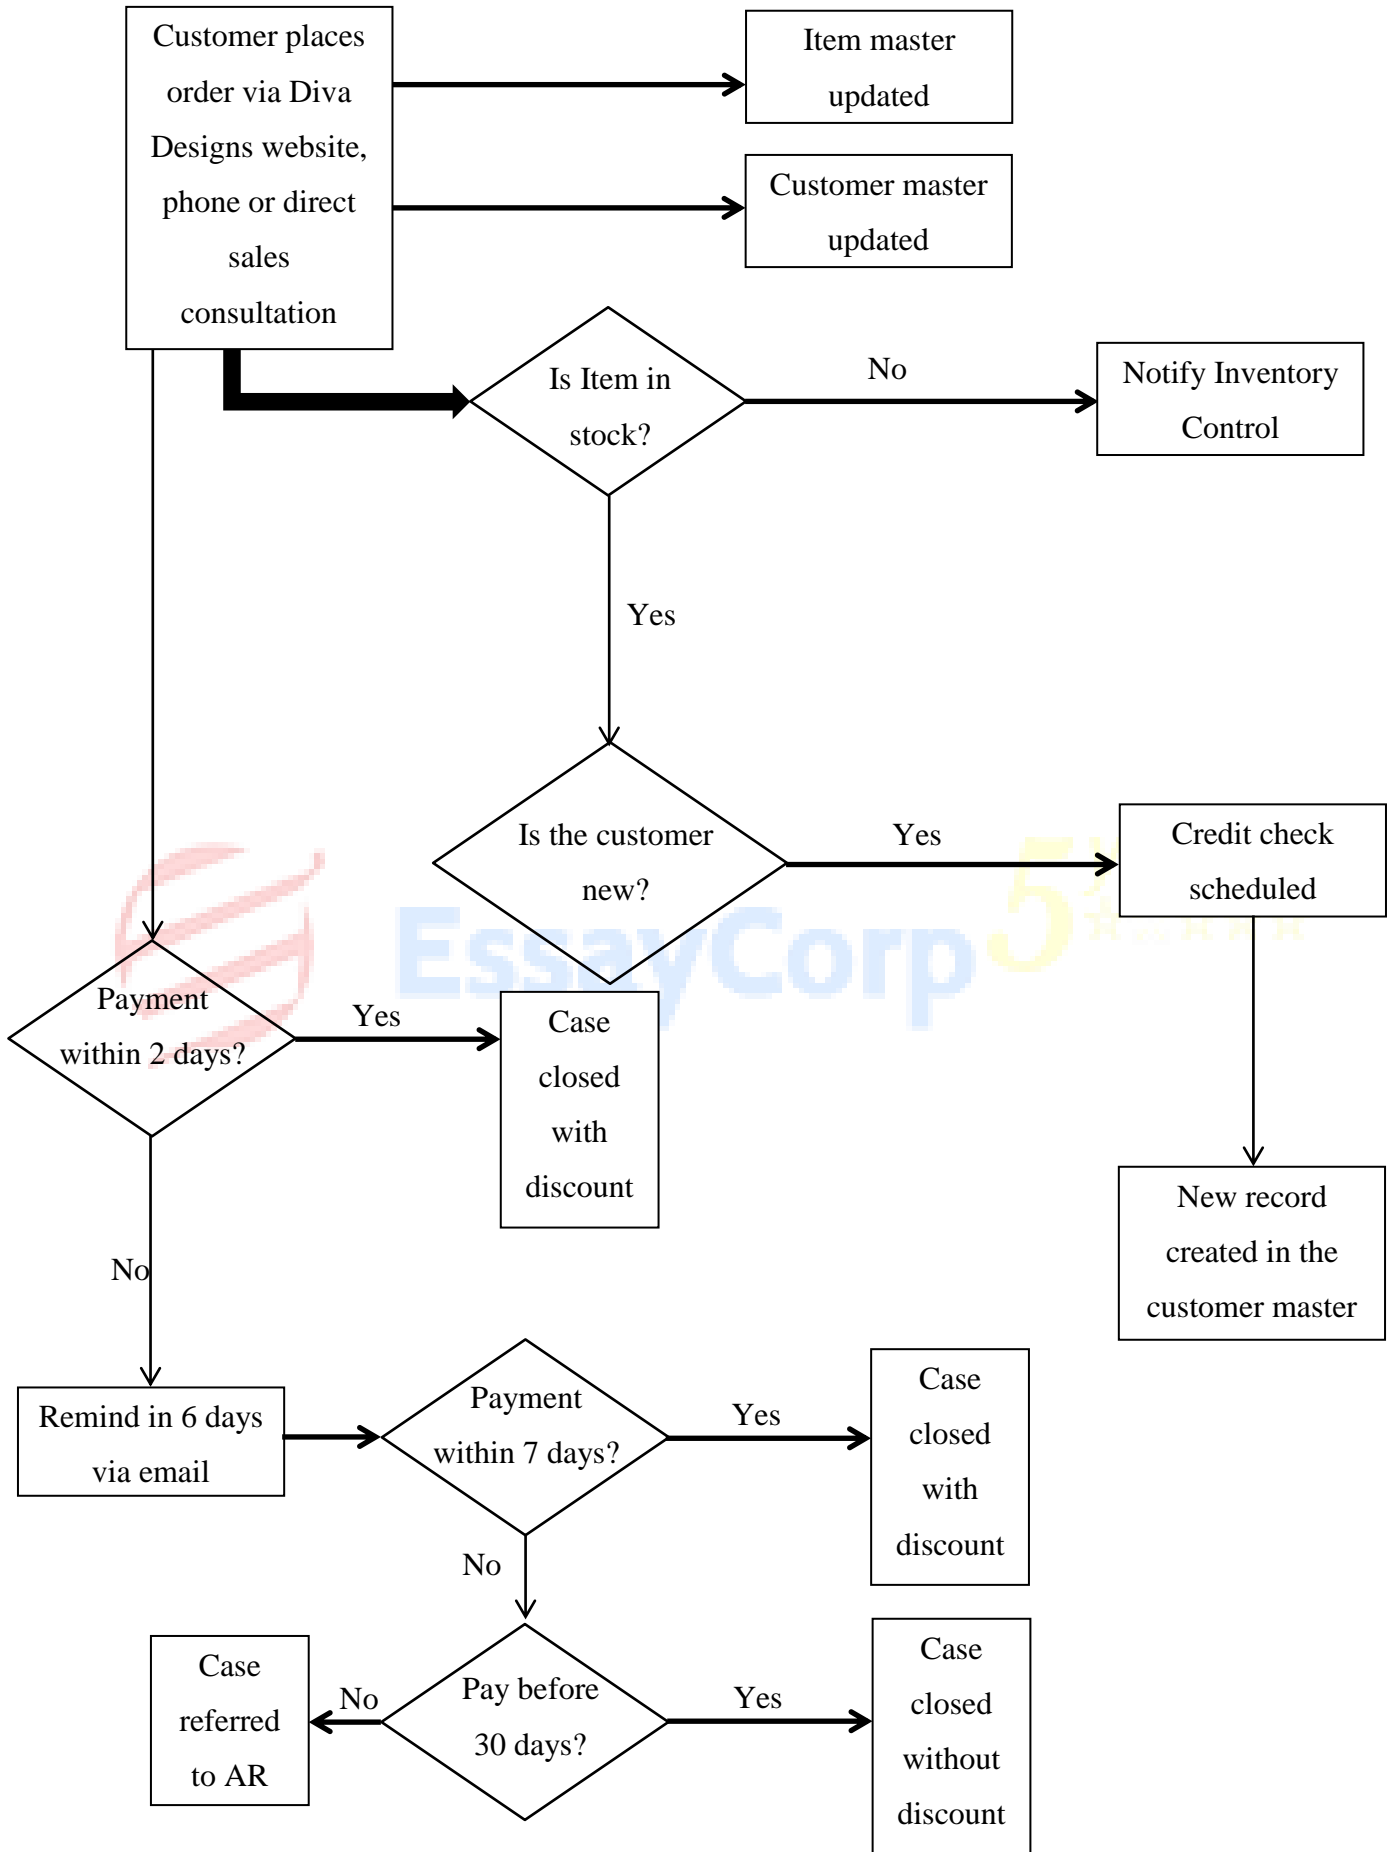 Customer places
order via Diva
Designs website,
phone or direct
sales
consultation
Item master
updated
Customer master
updated
Is Item in
stock?
No
Notify Inventory
Control
Yes
Is the customer
new?
Yes
Credit check
scheduled
EssayCorp
5
Payment
within 2 days?
Yes
Case
closed
with
discount
New record
created in the
customer master
No
Remind in 6 days
via email
Payment
within 7 days?
Yes
Case
closed
with
discount
No
Case
referred
to AR
No
Pay before
30 days?
Yes
Case
closed
without
discount